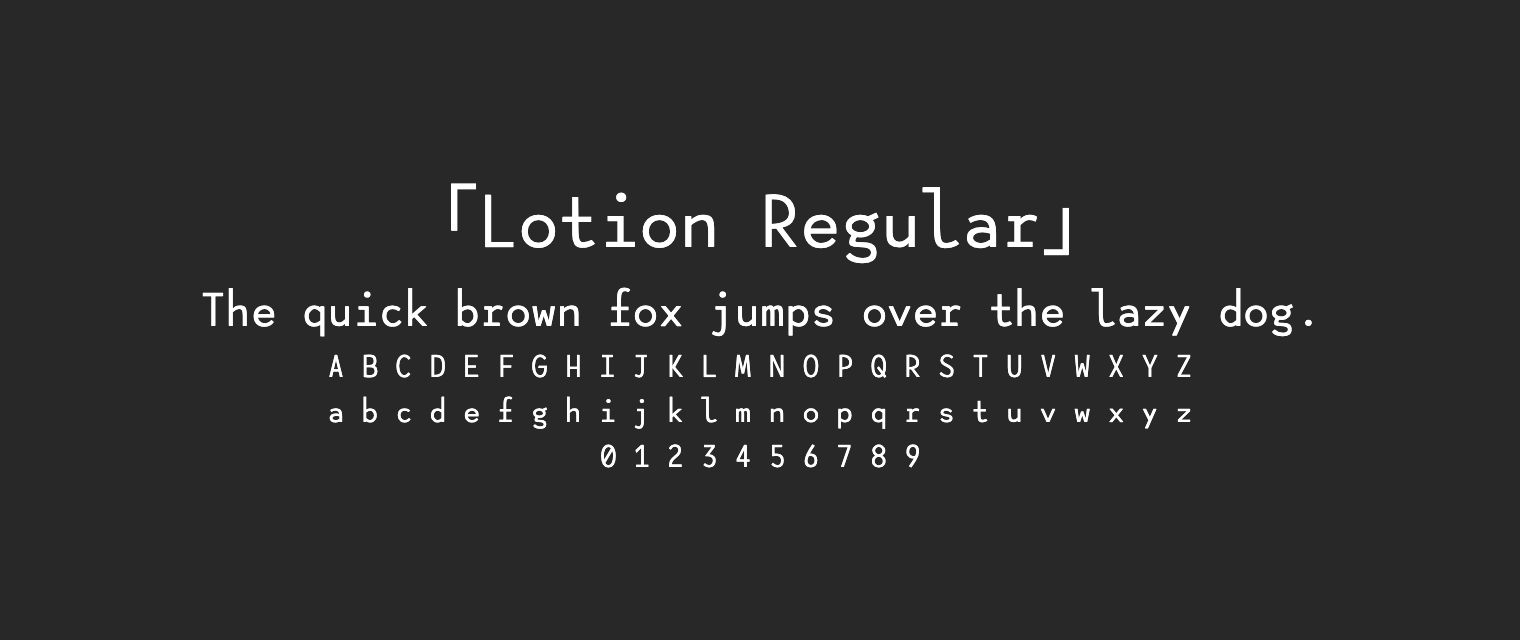 「Lotion Regular」
The quick brown fox jumps over the lazy dog.
A B C D E F G H I J K L M N O P Q R S T U V W X Y Z
a b c d e f g h i j k l m n o p q r s t u v w x y z
0 1 2 3 4 5 6 7 8 9